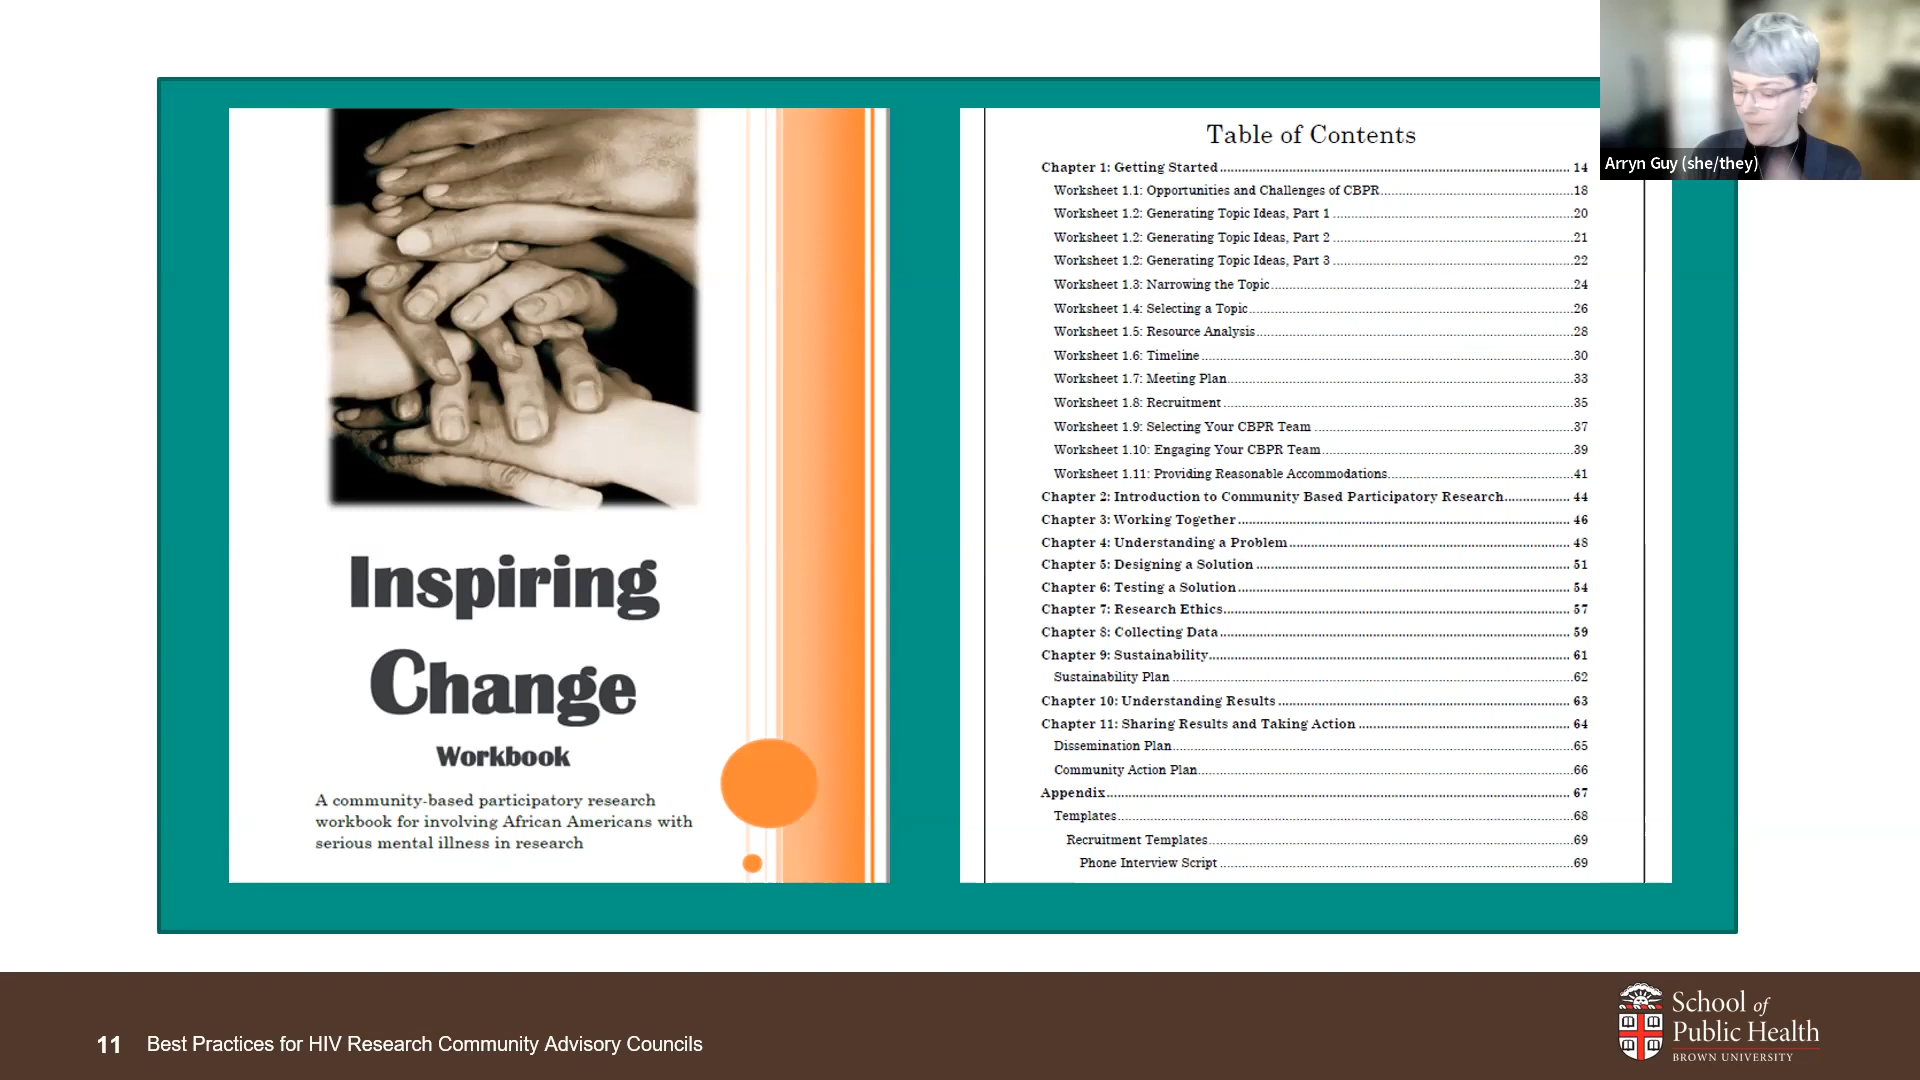 Inspiring
Change
Workbook
A community-based participatory research
workbook for involving African Americans with
serious mental illness in research
Table of Contents
Chapter 1: Getting Started 14
Worksheet 1.1: Opportunities and Challenges of CBPR 18
Worksheet 1.2: Generating Topic Ideas, Part 1 20
Worksheet 1.2: Generating Topic Ideas, Part 2 21
Worksheet 1.2: Generating Topic Ideas, Part 3 22
Worksheet 1.3: Narrowing the Topic 24
Worksheet 1.4: Selecting a Topic 26
Worksheet 1.5: Resource Analysis 28
Worksheet 1.6: Timeline 30
Worksheet 1.7: Meeting Plan 33
Worksheet 1.8: Recruitment 35
Worksheet 1.9: Selecting Your CBPR Team 37
Worksheet 1.10: Engaging Your CBPR Team 39
Worksheet 1.11: Providing Reasonable Accommodations 41
Chapter 2: Introduction to Community Based Participatory Research 44
Chapter 3: Working Together 46
Chapter 4: Understanding a Problem 48
Chapter 5: Designing a Solution 51
Chapter 6: Testing a Solution 54
Chapter 7: Research Ethics 57
Chapter 8: Collecting Data 59
Chapter 9: Sustainability 61
Sustainability Plan 62
Chapter 10: Understanding Results 63
Chapter 11: Sharing Results and Taking Action 64
Dissemination Plan 65
Community Action Plan 66
Appendix 67
Templates 68
Recruitment Templates 69
Phone Interview Script 69
Arryn Guy (she/they)
11 Best Practices for HIV Research Community Advisory Councils
School of
Public Health
BROWN UNIVERSITY